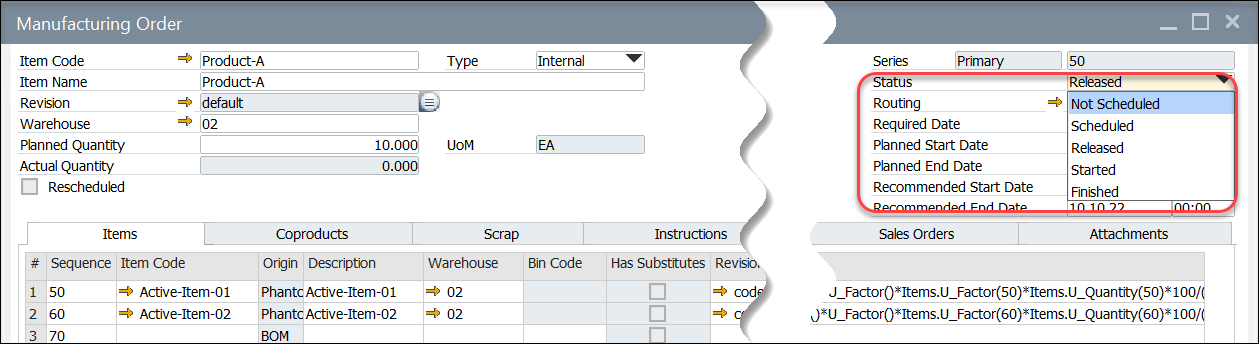 Manufacturing Order
Item Code Product-A Type Internal Series Primary 50
Item Name Product-A Status Released
Revision default Routing Not Scheduled
Warehouse 02 Required Date Scheduled
Planned Quantity 10.000 UoM EA Planned Start Date Released
Actual Quantity 0.000 Planned End Date Started
Rescheduled Recommended Start Date Finished
Recommended End Date 10.10.22 00:00
Items Coproducts Scrap Instructions Sales Orders Attachments
# Sequence Item Code Origin Description Warehouse Bin Code Has Substitutes Revision
1 50 Active-Item-01 Phanto Active-Item-01 02 code J_Factor()*Items.U_Factor(50)*Items.U_Quantity(50)*100/(
2 60 Active-Item-02 Phanto Active-Item-02 02 code )*U_Factor()*Items.U_Factor(60)*Items.U_Quantity(60)*100/(
3 70 BOM